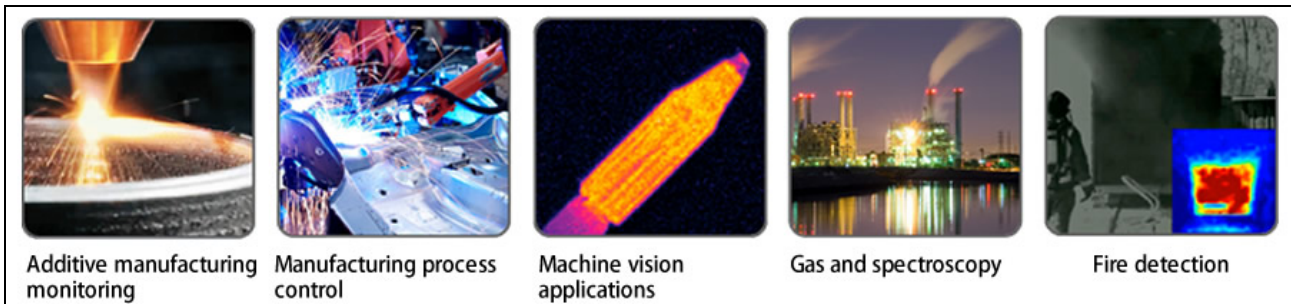 Additive manufacturing
monitoring
Manufacturing process
control
Machine vision
applications
Gas and spectroscopy
Fire detection